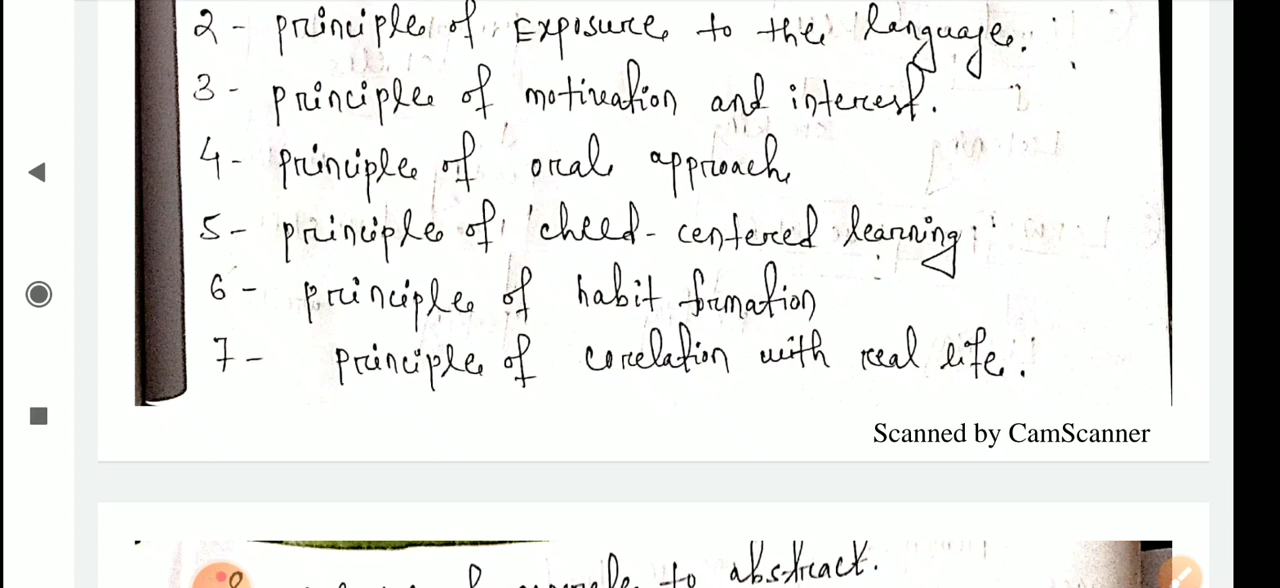 2 - principle of Exposure to the language.
3 - principle of motivation and interest.
4 - principle of oral approach
5 - principle of cheed - centered learning
6 - principle of habit formation
7 - principle of corelation with real life.
Scanned by CamScanner
to abstract.